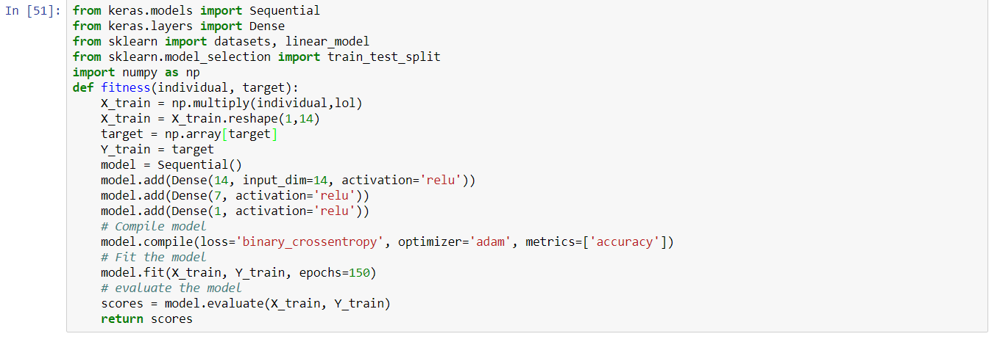 In [51]: from keras.models import Sequential
from keras.layers import Dense
from sklearn import datasets, linear_model
from sklearn.model_selection import train_test_split
import numpy as np
def fitness(individual, target):
    X_train = np.multiply(individual,lol)
    X_train = X_train.reshape(1,14)
    target = np.array[target]
    Y_train = target
    model = Sequential()
    model.add(Dense(14, input_dim=14, activation='relu'))
    model.add(Dense(7, activation='relu'))
    model.add(Dense(1, activation='relu'))
    # Compile model
    model.compile(loss='binary_crossentropy', optimizer='adam', metrics=['accuracy'])
    # Fit the model
    model.fit(X_train, Y_train, epochs=150)
    # evaluate the model
    scores = model.evaluate(X_train, Y_train)
    return scores